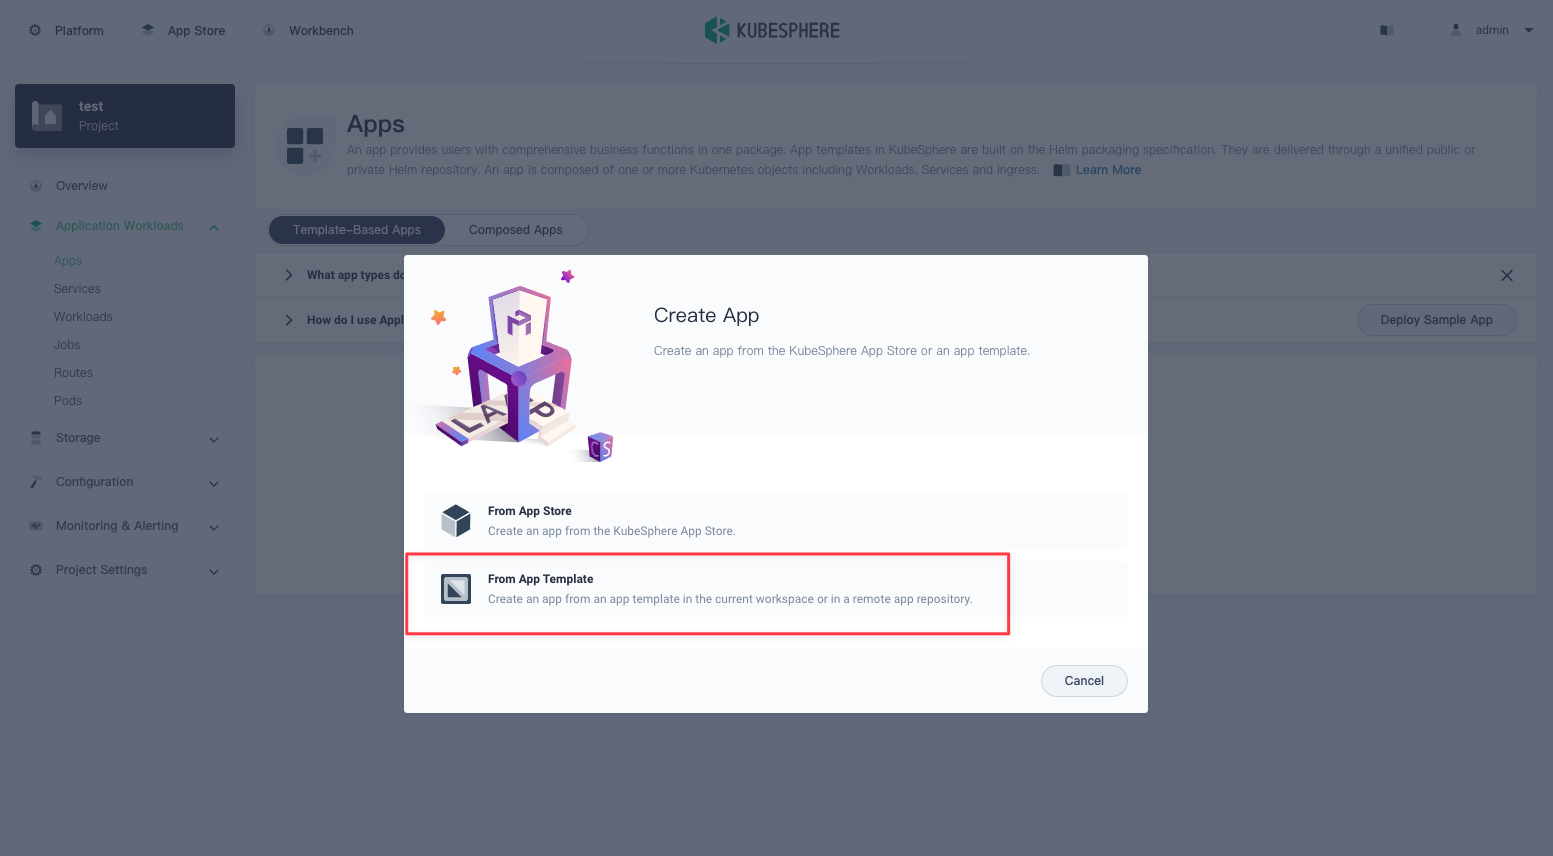 Platform
App Store
Workbench
KUBESPHERE
admin
test
Project
Overview
Application Workloads
Apps
Services
Workloads
Jobs
Routes
Pods
Storage
Configuration
Monitoring & Alerting
Project Settings
Apps
An app provides users with comprehensive business functions in one package. App templates in KubeSphere are built on the Helm packaging specification. They are delivered through a unified public or
private Helm repository. An app is composed of one or more Kubernetes objects including Workloads, Services and Ingress.
Learn More
Template-Based Apps
Composed Apps
What app types do
How do I use Appl
Deploy Sample App
Create App
Create an app from the KubeSphere App Store or an app template.
CS
From App Store
Create an app from the KubeSphere App Store.
From App Template
Create an app from an app template in the current workspace or in a remote app repository.
Cancel